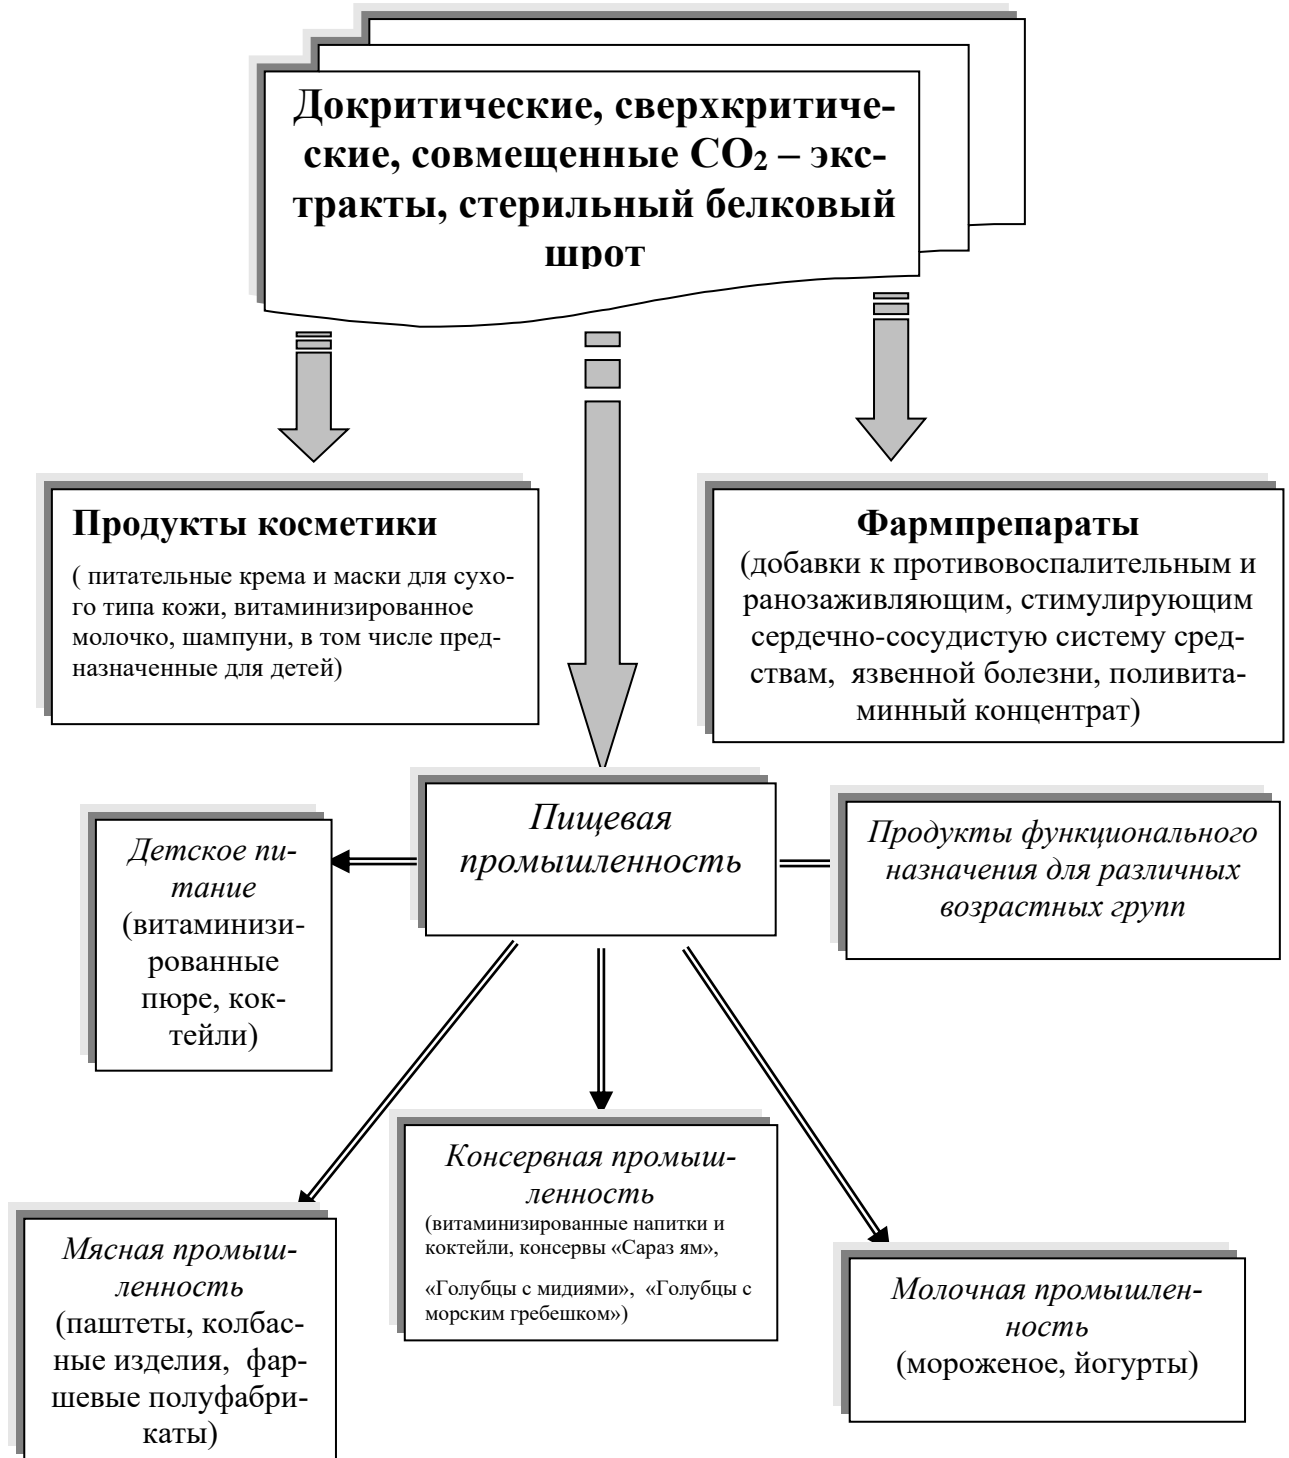 Докритические, сверхкритиче-
ские, совмещенные СО₂ – экс-
тракты, стерильный белковый
шрот
Продукты косметики
( питательные крема и маски для сухо-
го типа кожи, витаминизированное
молочко, шампуни, в том числе пред-
назначенные для детей)
Фармпрепараты
(добавки к противовоспалительным и
ранозаживляющим, стимулирующим
сердечно-сосудистую систему сред-
ствам, язвенной болезни, поливита-
минный концентрат)
Пищевая
промышленность
Детское пи-
тание
(витаминизи-
рованные
пюре, кок-
тейли)
Продукты функционального
назначения для различных
возрастных групп
Мясная промыш-
ленность
(паштеты, колбас-
ные изделия, фар-
шевые полуфабри-
каты)
Консервная промыш-
ленность
(витаминизированные напитки и
коктейли, консервы «Сараз ям»,
«Голубцы с мидиями», «Голубцы с
морским гребешком»)
Молочная промышлен-
ность
(мороженое, йогурты)